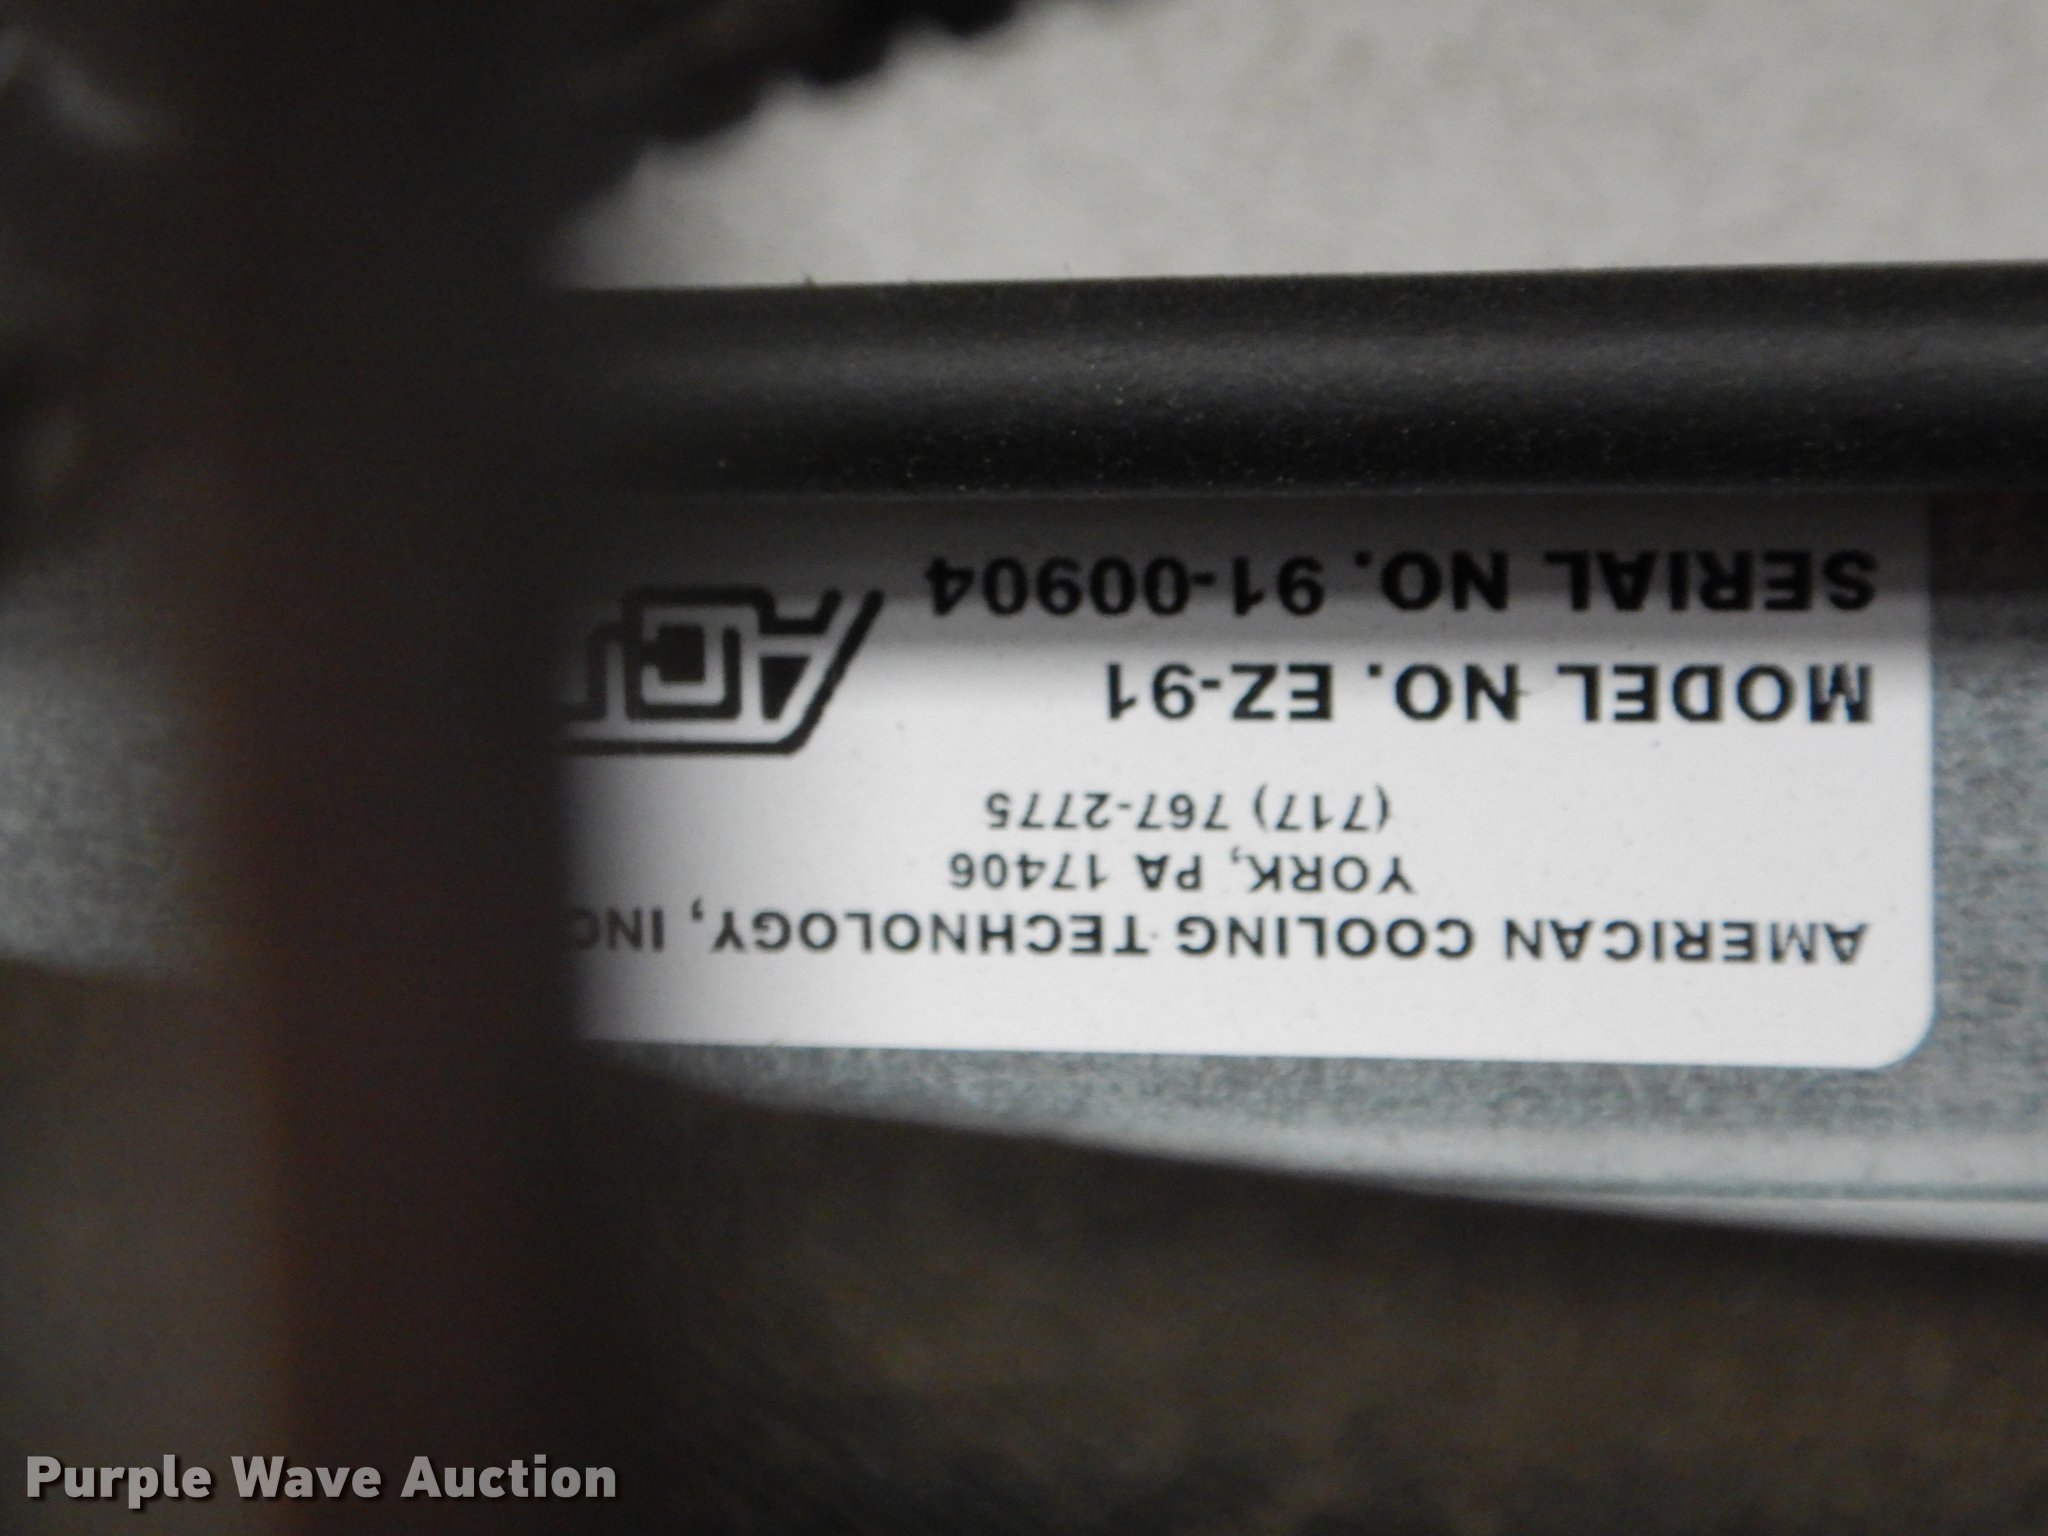 AMERICAN COOLING TECHNOLOGY, INC
YORK, PA 17406
(717) 767-2775
MODEL NO. EZ-91
SERIAL NO. 91-00904
Purple Wave Auction